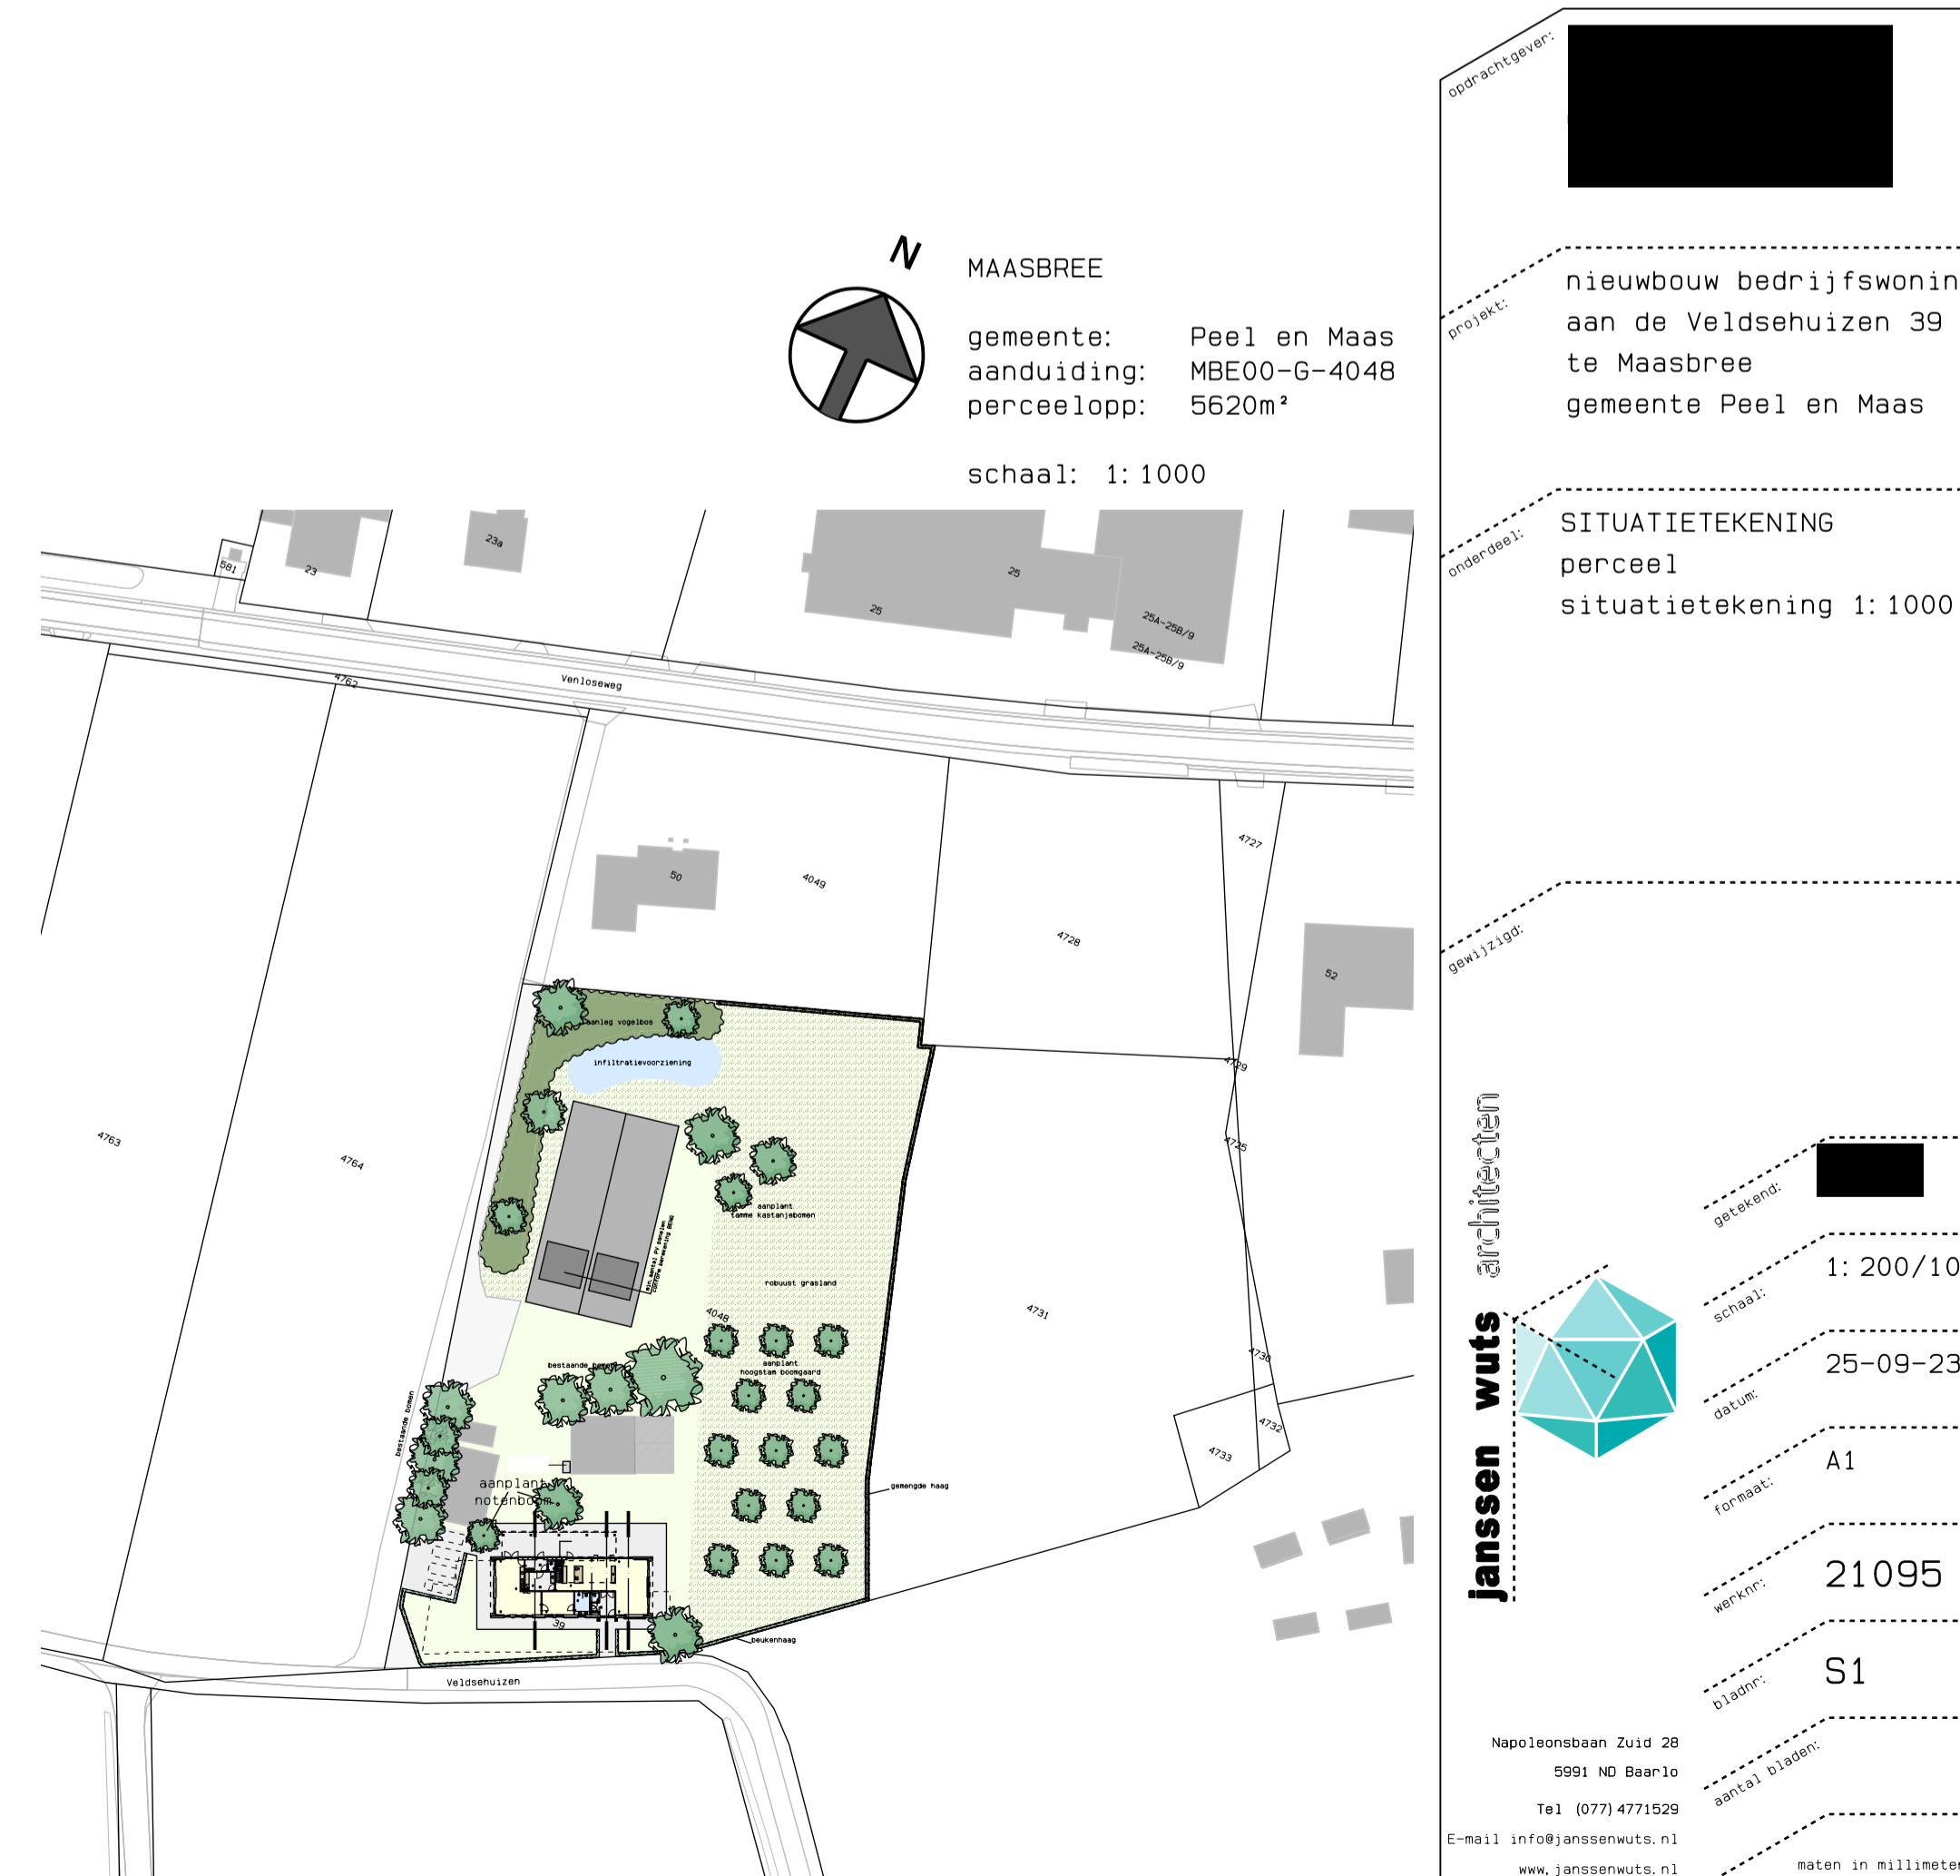 opdrachtgever:
projekt:
nieuwbouw bedrijfswonin
aan de Veldsehuizen 39
te Maasbree
gemeente Peel en Maas
onderdeel:
SITUATIETEKENING
perceel
situatietekening 1:1000
gewijzigd:
N
MAASBREE
gemeente: Peel en Maas
aanduiding: MBE00-G-4048
perceelopp: 5620m²
schaal: 1:1000
581
23
23a
25
25
25A-25B/9
25A-25B/9
4762
Venloseweg
50
4049
4727
4728
52
4729
4763
4764
4725
aanleg vogelbos
infiltratievoorziening
aanplant
tamme kastanjebomen
robuust grasland
4048
4731
4730
aanplant
hoogstam boomgaard
bestaande bomen
4732
4733
aanplant
notenboom
gemengde haag
39
beukenhaag
Veldsehuizen
janssen wuts architecten
getekend:
schaal: 1:200/10
datum: 25-09-23
formaat: A1
werknr: 21095
bladnr: S1
aantal bladen:
maten in millimeter
Napoleonsbaan Zuid 28
5991 ND Baarlo
Tel (077)4771529
E-mail info@janssenwuts.nl
www.janssenwuts.nl